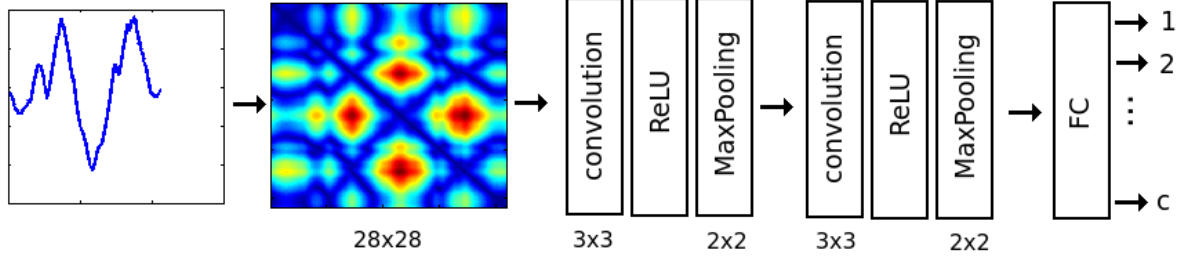 convolution
ReLU
MaxPooling
convolution
ReLU
MaxPooling
FC
1
2
...
c
28x28
3x3
2x2
3x3
2x2